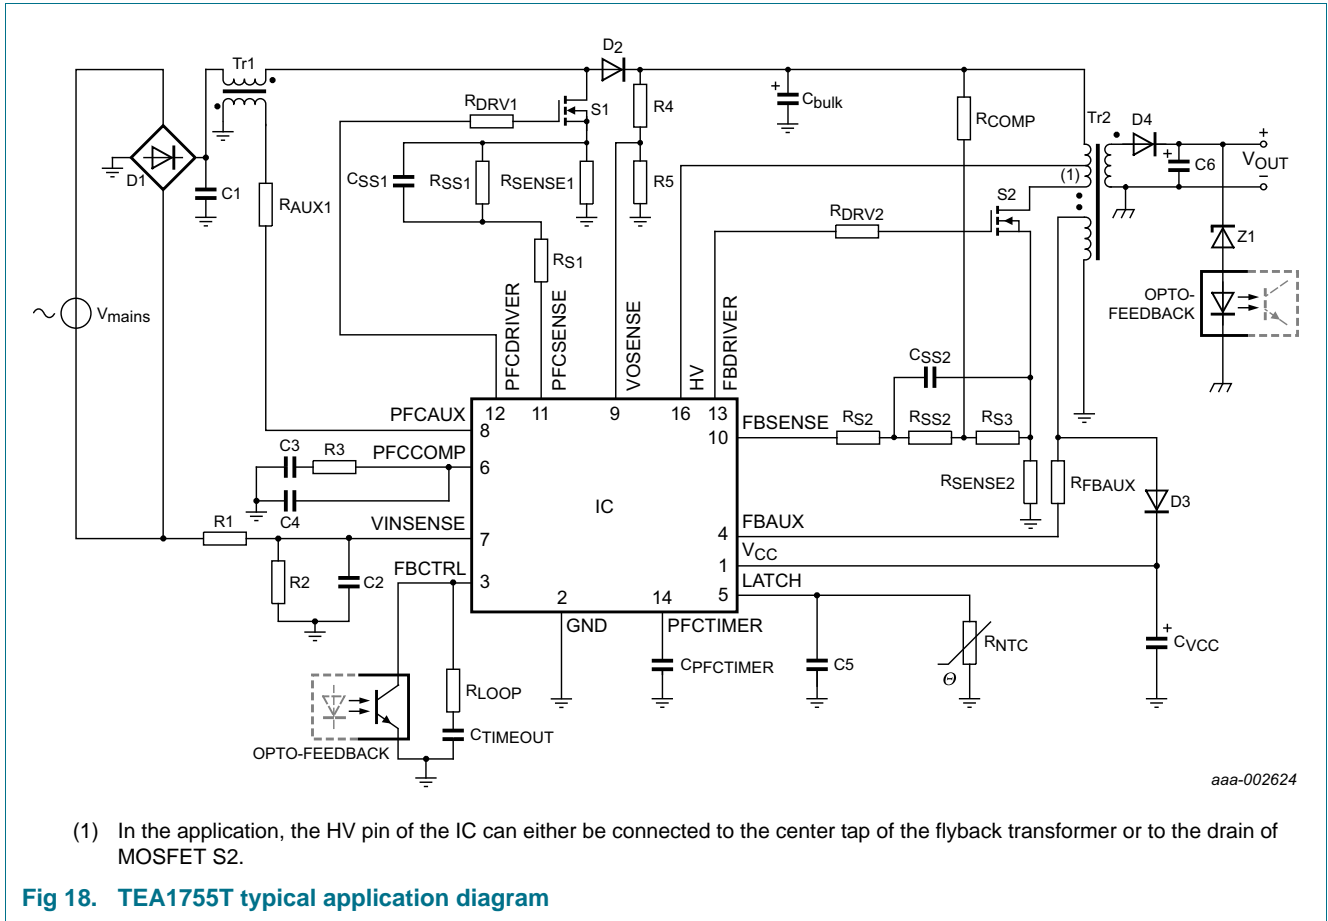 D2
Tr1
RDRV1
S1
R4
Cbulk
RCOMP
Tr2
D4
+
VOUT
−
C6
+
+
D1
C1
RAUX1
CSS1
RSS1
RSENSE1
R5
(1)
S2
RDRV2
Z1
RS1
OPTO-
FEEDBACK
Vmains
PFCDRIVER
PFCSENSE
VOSENSE
HV
FBDRIVER
CSS2
12
11
9
16
13
PFCAUX
8
10
FBSENSE
RS2
RSS2
RS3
C3
R3
PFCCOMP
6
C4
RSENSE2
RFBAUX
D3
IC
R1
VINSENSE
7
4
FBAUX
VCC
1
R2
C2
FBCTRL
3
5
LATCH
2
14
GND
PFCTIMER
CPFCTIMER
C5
RNTC
Θ
+
CVCC
RLOOP
CTIMEOUT
OPTO-FEEDBACK
aaa-002624
(1) In the application, the HV pin of the IC can either be connected to the center tap of the flyback transformer or to the drain of
MOSFET S2.
Fig 18. TEA1755T typical application diagram